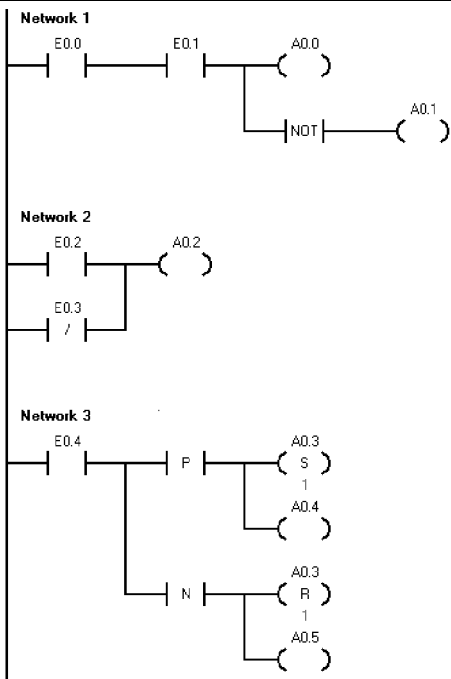 Network 1
E0.0 E0.1 A0.0
NOT A0.1
Network 2
E0.2 A0.2
E0.3
/
Network 3
E0.4 P A0.3
S
1
A0.4
N A0.3
R
1
A0.5